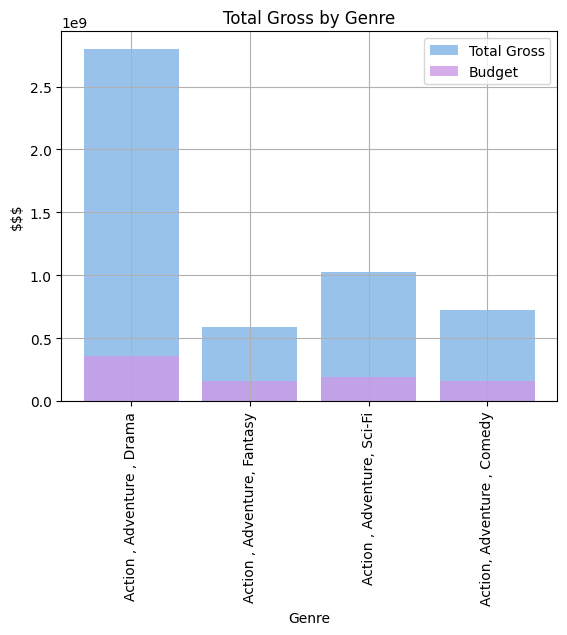 Total Gross by Genre
1e9
Total Gross
Budget
2.5
2.0
1.5
1.0
0.5
0.0
$$$
Action , Adventure , Drama
Action , Adventure, Fantasy
Action , Adventure, Sci-Fi
Action, Adventure , Comedy
Genre